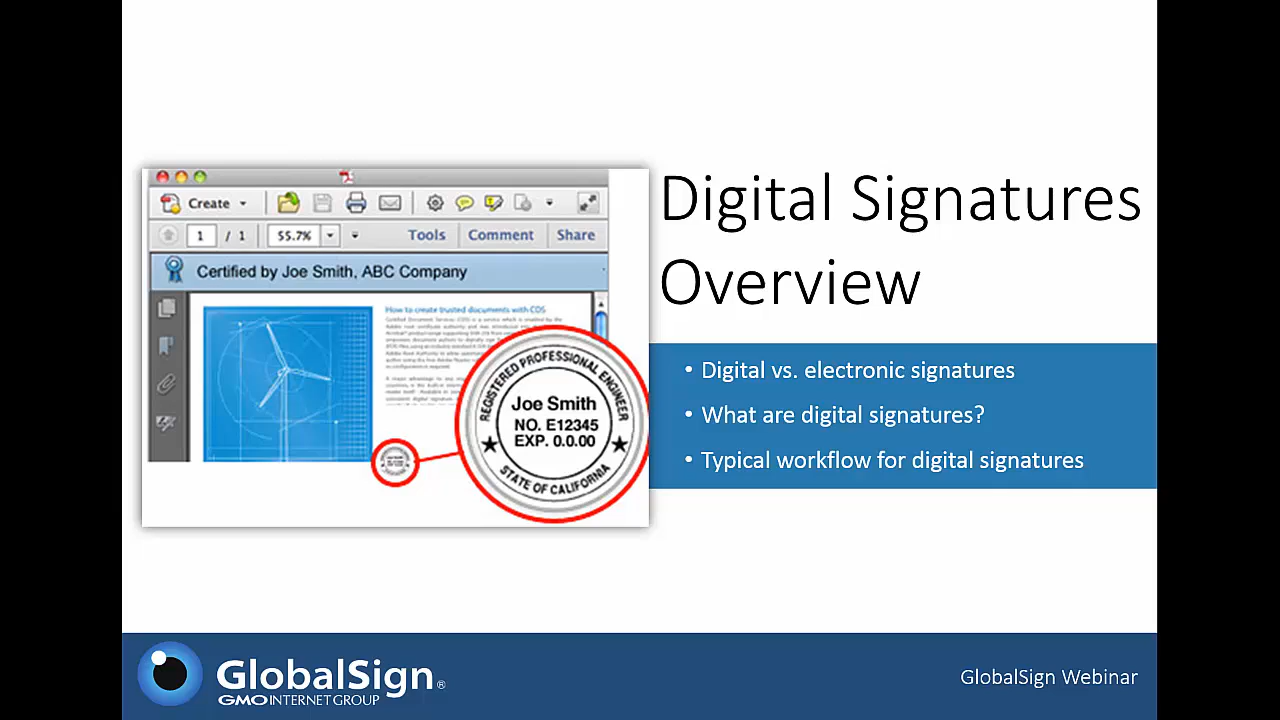 Digital Signatures
Overview
Create
1 / 1
55.7%
Tools
Comment
Share
Certified by Joe Smith, ABC Company
How to create trusted documents with CDS
REGISTERED PROFESSIONAL ENGINEER
Joe Smith
NO. E12345
EXP. 0.0.00
STATE OF CALIFORNIA
• Digital vs. electronic signatures
• What are digital signatures?
• Typical workflow for digital signatures
GlobalSign®
GMO INTERNET GROUP
GlobalSign Webinar